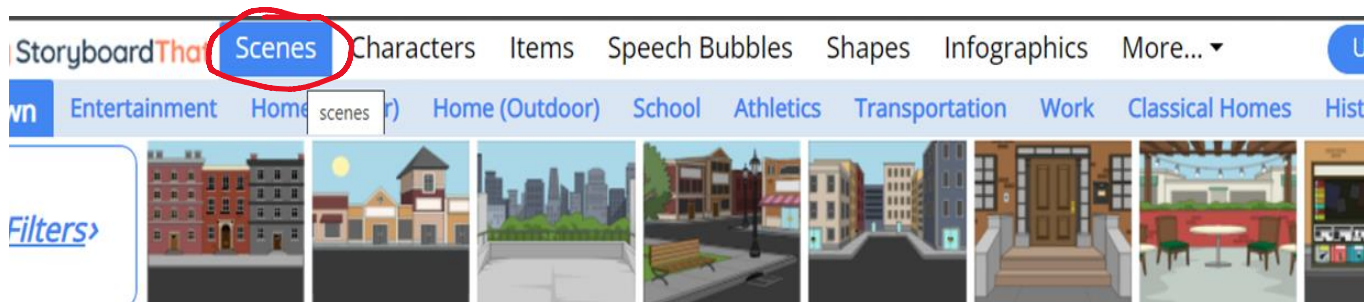 StoryboardThat Scenes Characters Items Speech Bubbles Shapes Infographics More...
Entertainment Home (Outdoor) School Athletics Transportation Work Classical Homes
scenes
Filters›